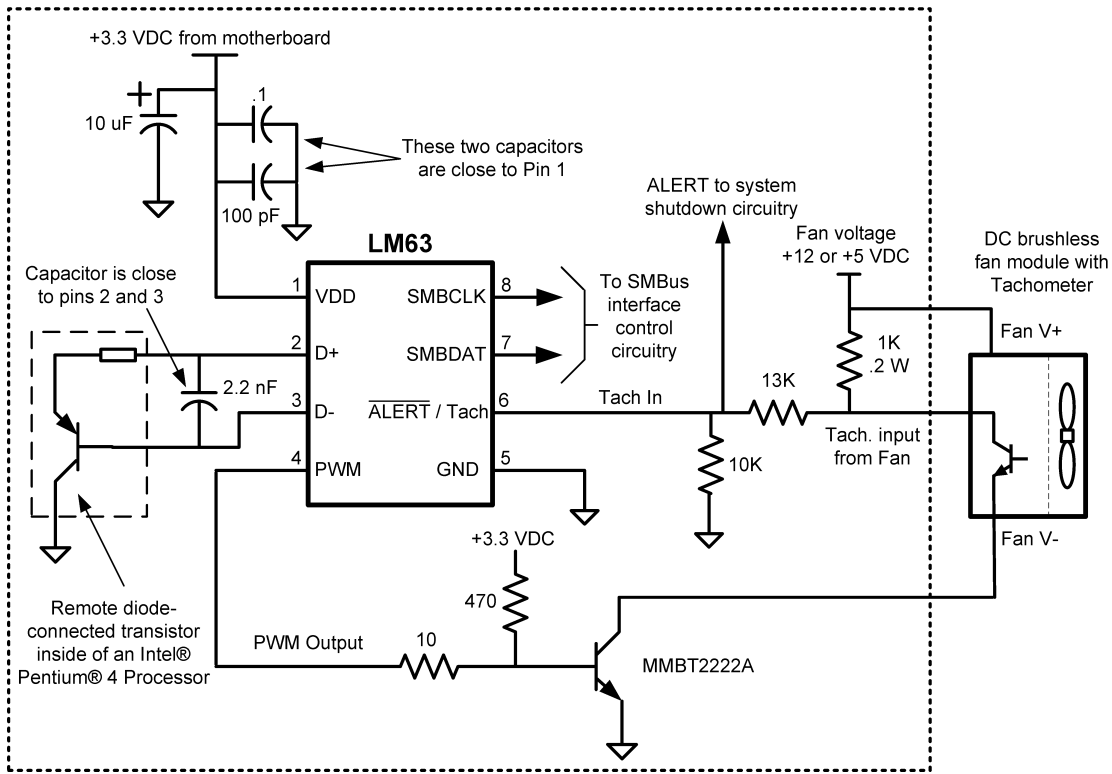 +3.3 VDC from motherboard
+
10 uF
.1
100 pF
These two capacitors
are close to Pin 1
ALERT to system
shutdown circuitry
Fan voltage
+12 or +5 VDC
DC brushless
fan module with
Tachometer
LM63
Capacitor is close
to pins 2 and 3
1
VDD
SMBCLK
8
To SMBus
interface
control
circuitry
Fan V+
2
D+
SMBDAT
7
1K
.2 W
2.2 nF
3
D-
ALERT / Tach
6
Tach In
13K
Tach. input
from Fan
4
PWM
GND
5
10K
Fan V-
+3.3 VDC
470
Remote diode-
connected transistor
inside of an Intel®
Pentium® 4 Processor
PWM Output
10
MMBT2222A